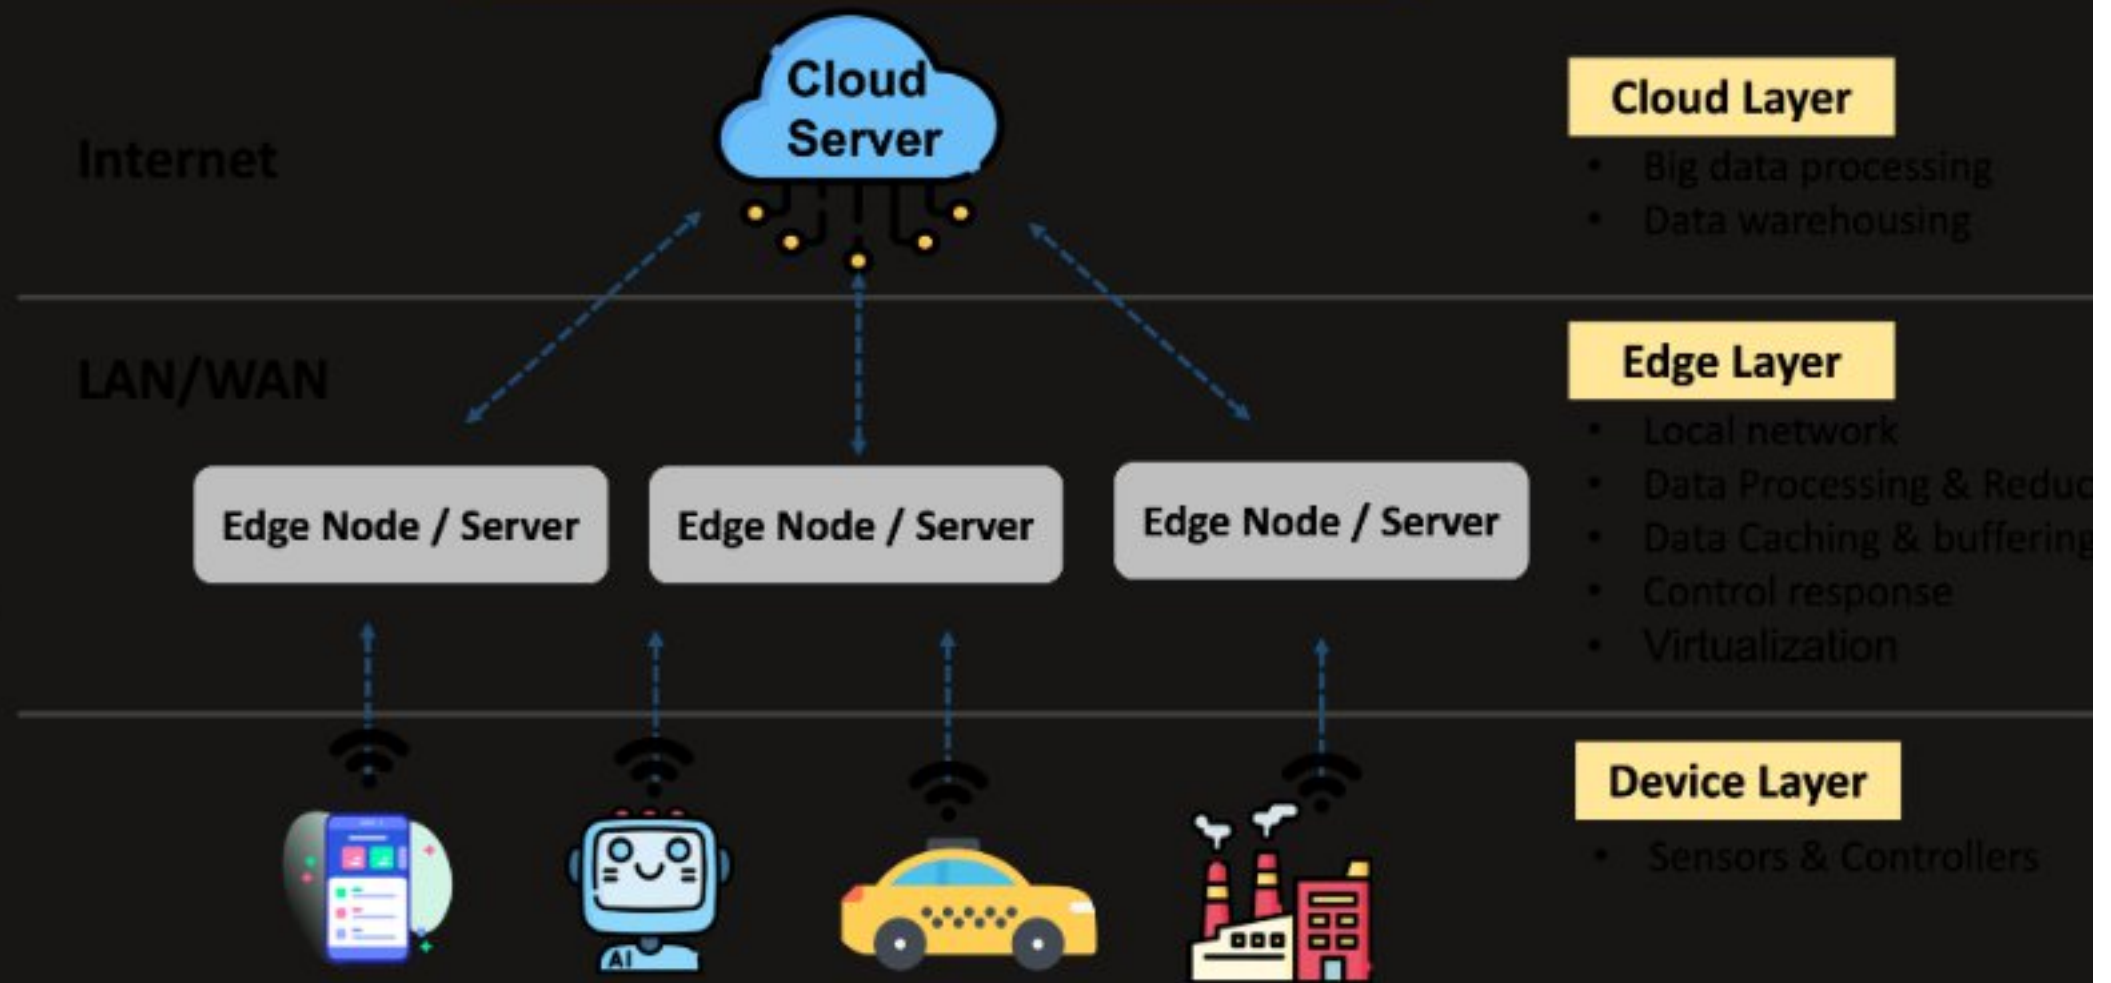 Cloud
Server
Internet
Cloud Layer
• Big data processing
• Data warehousing
LAN/WAN
Edge Layer
• Local network
• Data Processing & Reduc
• Data Caching & buffering
• Control response
• Virtualization
Edge Node / Server
Edge Node / Server
Edge Node / Server
Device Layer
• Sensors & Controllers
AI